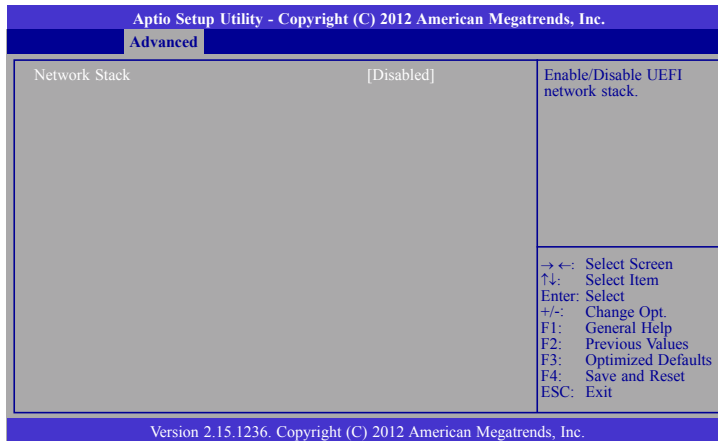 Aptio Setup Utility - Copyright (C) 2012 American Megatrends, Inc.
Advanced
Network Stack [Disabled]
Enable/Disable UEFI
network stack.
→ ←: Select Screen
↑↓: Select Item
Enter: Select
+/-: Change Opt.
F1: General Help
F2: Previous Values
F3: Optimized Defaults
F4: Save and Reset
ESC: Exit
Version 2.15.1236. Copyright (C) 2012 American Megatrends, Inc.